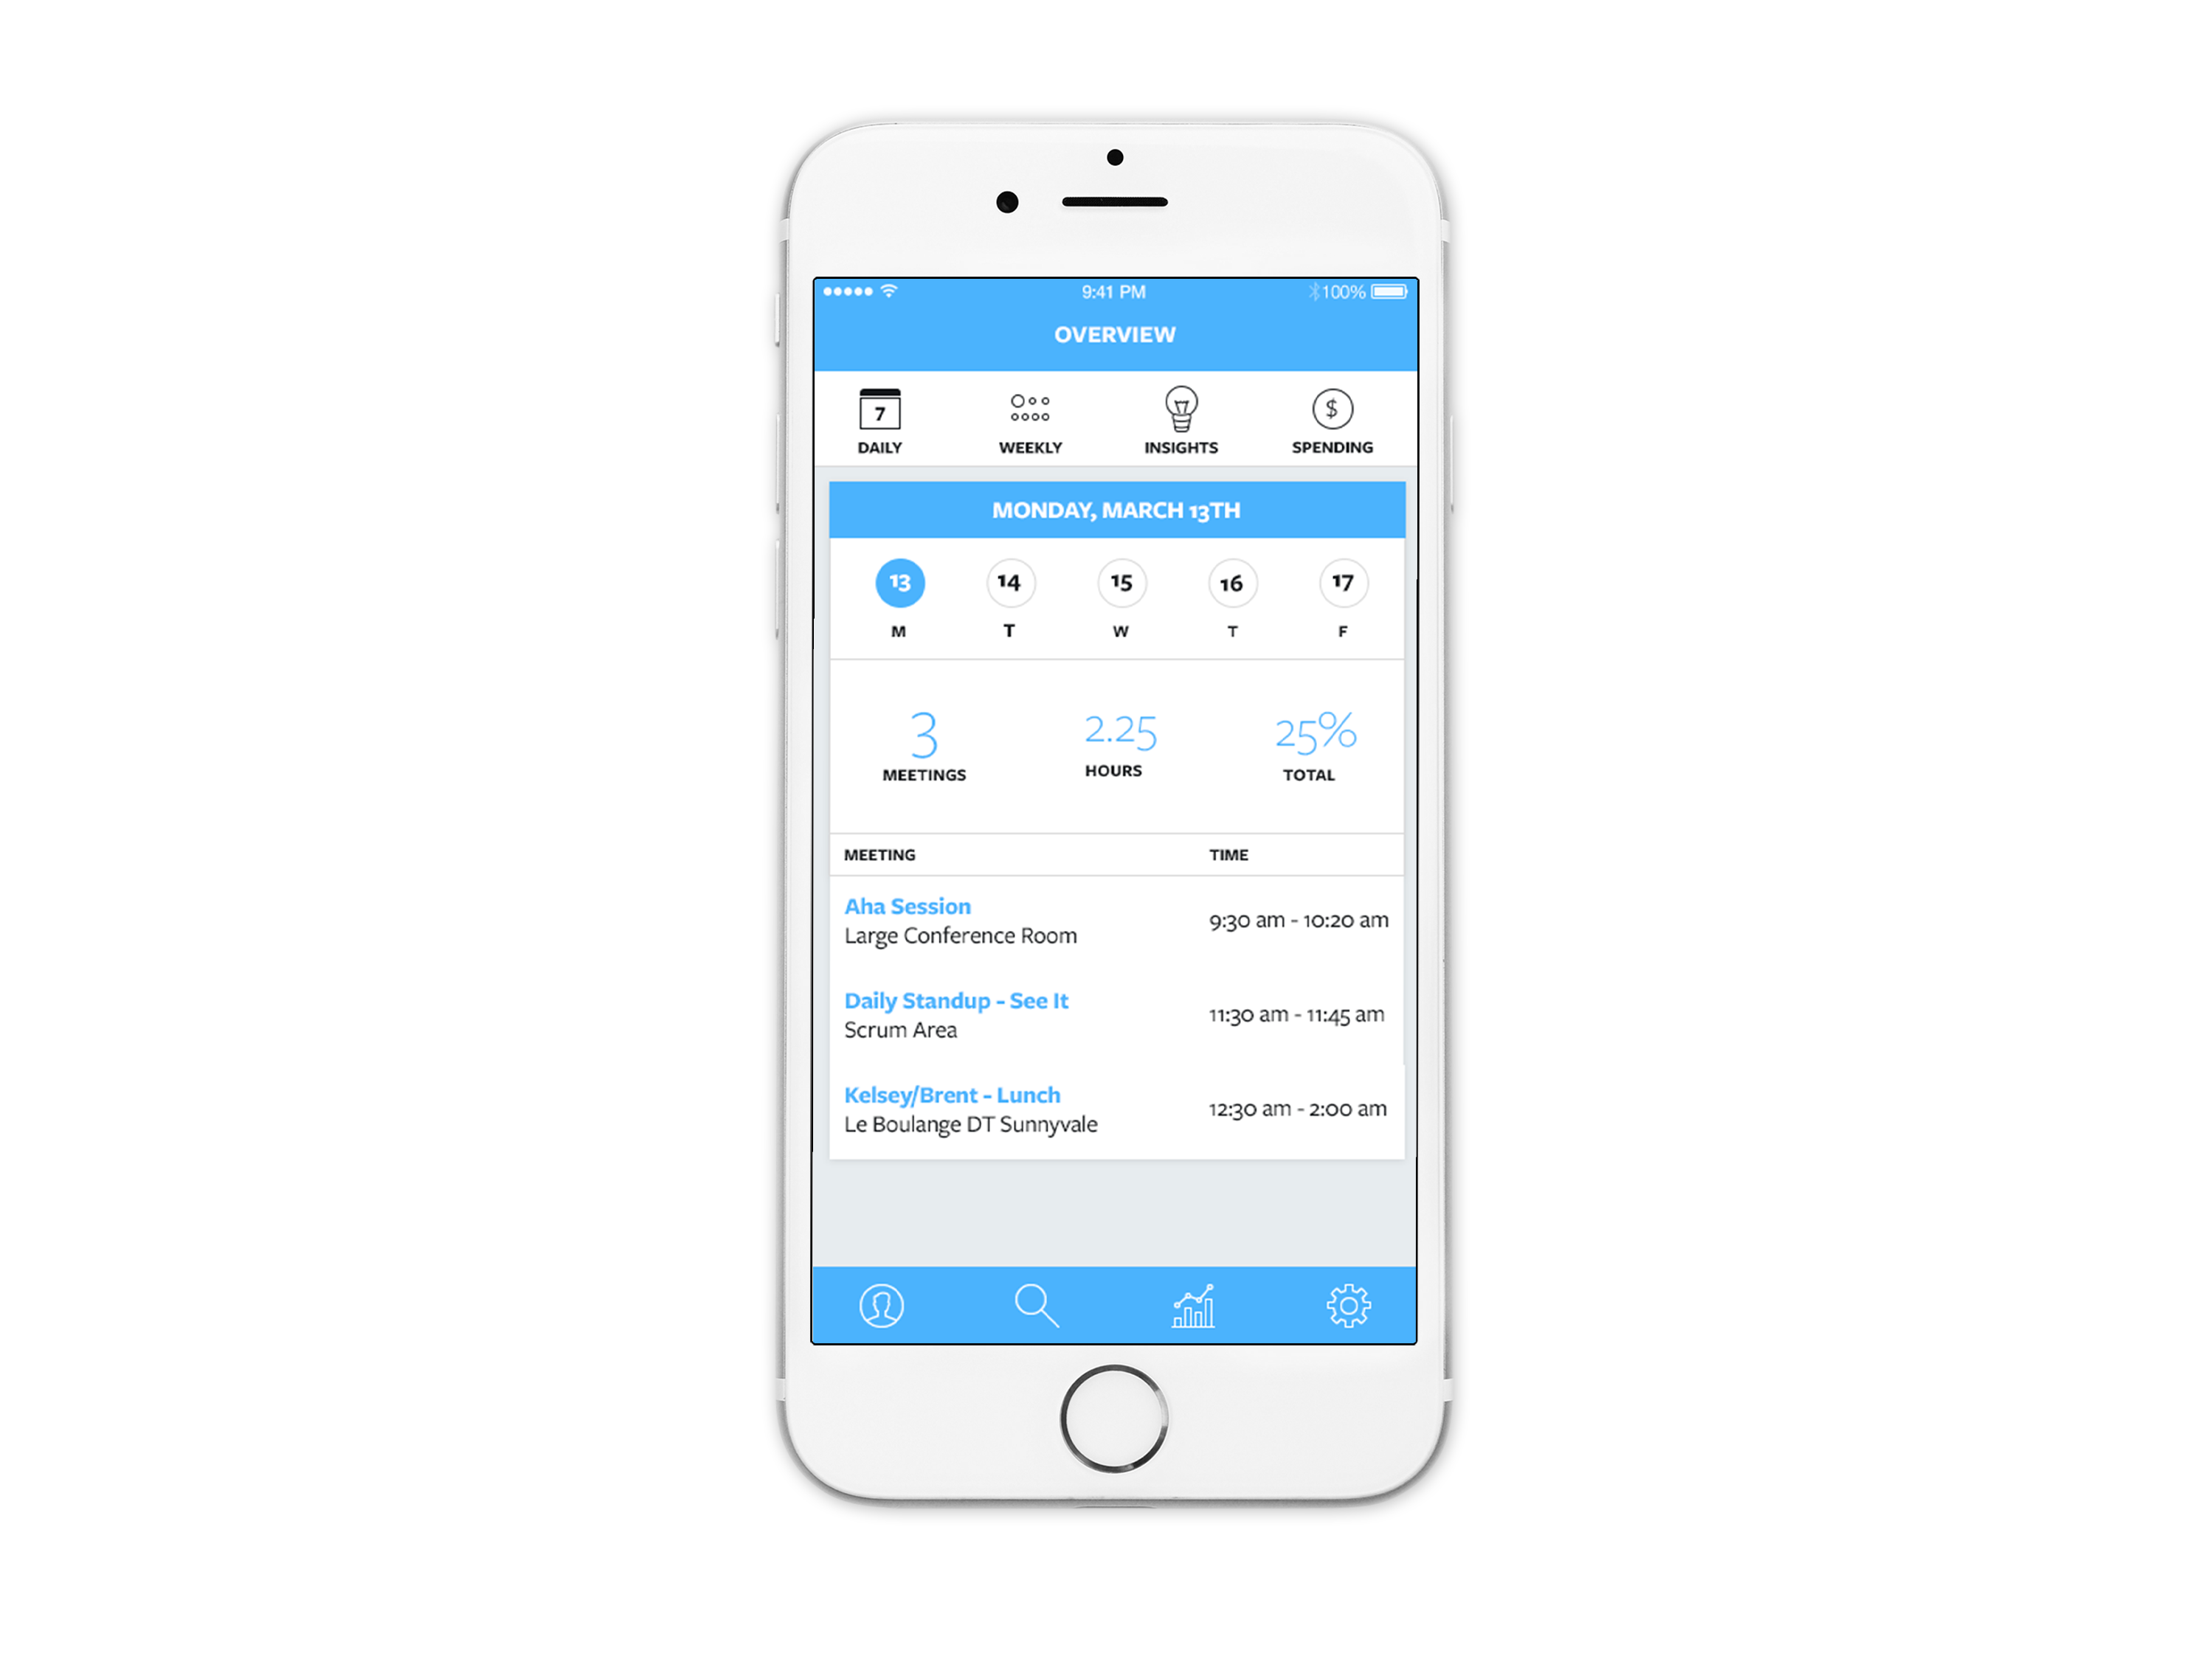 9:41 PM 100%
OVERVIEW
7
$
DAILY WEEKLY INSIGHTS SPENDING
MONDAY, MARCH 13TH
13 14 15 16 17
M T W T F
3 2.25 25%
MEETINGS HOURS TOTAL
MEETING TIME
Aha Session
Large Conference Room
9:30 am - 10:20 am
Daily Standup - See It
Scrum Area
11:30 am - 11:45 am
Kelsey/Brent - Lunch
Le Boulange DT Sunnyvale
12:30 am - 2:00 am